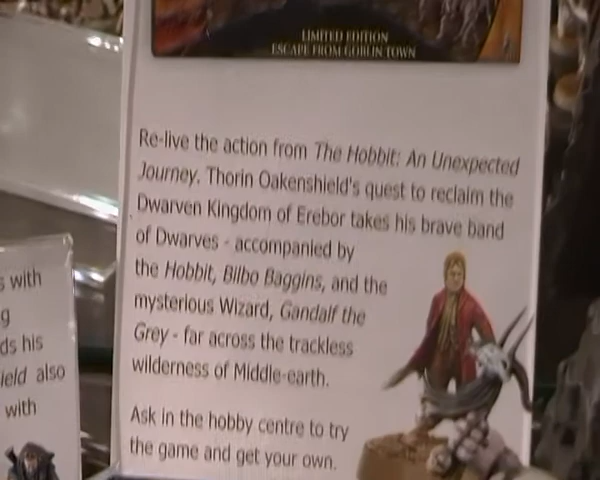 LIMITED EDITION
ESCAPE FROM GOBLIN TOWN
Re-live the action from The Hobbit: An Unexpected
Journey. Thorin Oakenshield's quest to reclaim the
Dwarven Kingdom of Erebor takes his brave band
of Dwarves - accompanied by
the Hobbit, Bilbo Baggins, and the
mysterious Wizard, Gandalf the
Grey - far across the trackless
wilderness of Middle-earth.
Ask in the hobby centre to try
the game and get your own.
s with
g
ds his
ield also
with